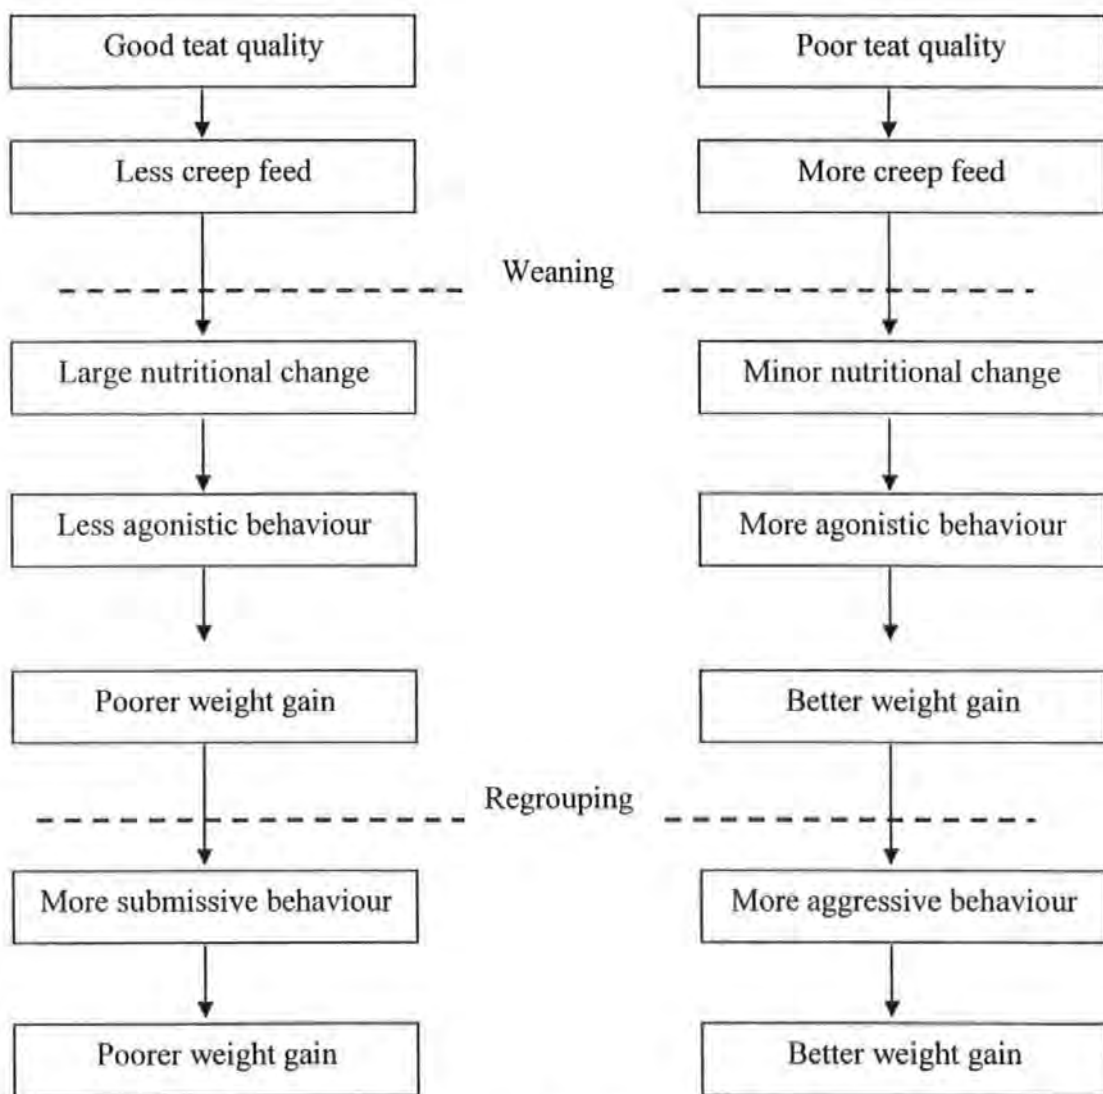 Good teat quality
Poor teat quality
Less creep feed
More creep feed
Weaning
Large nutritional change
Minor nutritional change
Less agonistic behaviour
More agonistic behaviour
Poorer weight gain
Better weight gain
Regrouping
More submissive behaviour
More aggressive behaviour
Poorer weight gain
Better weight gain